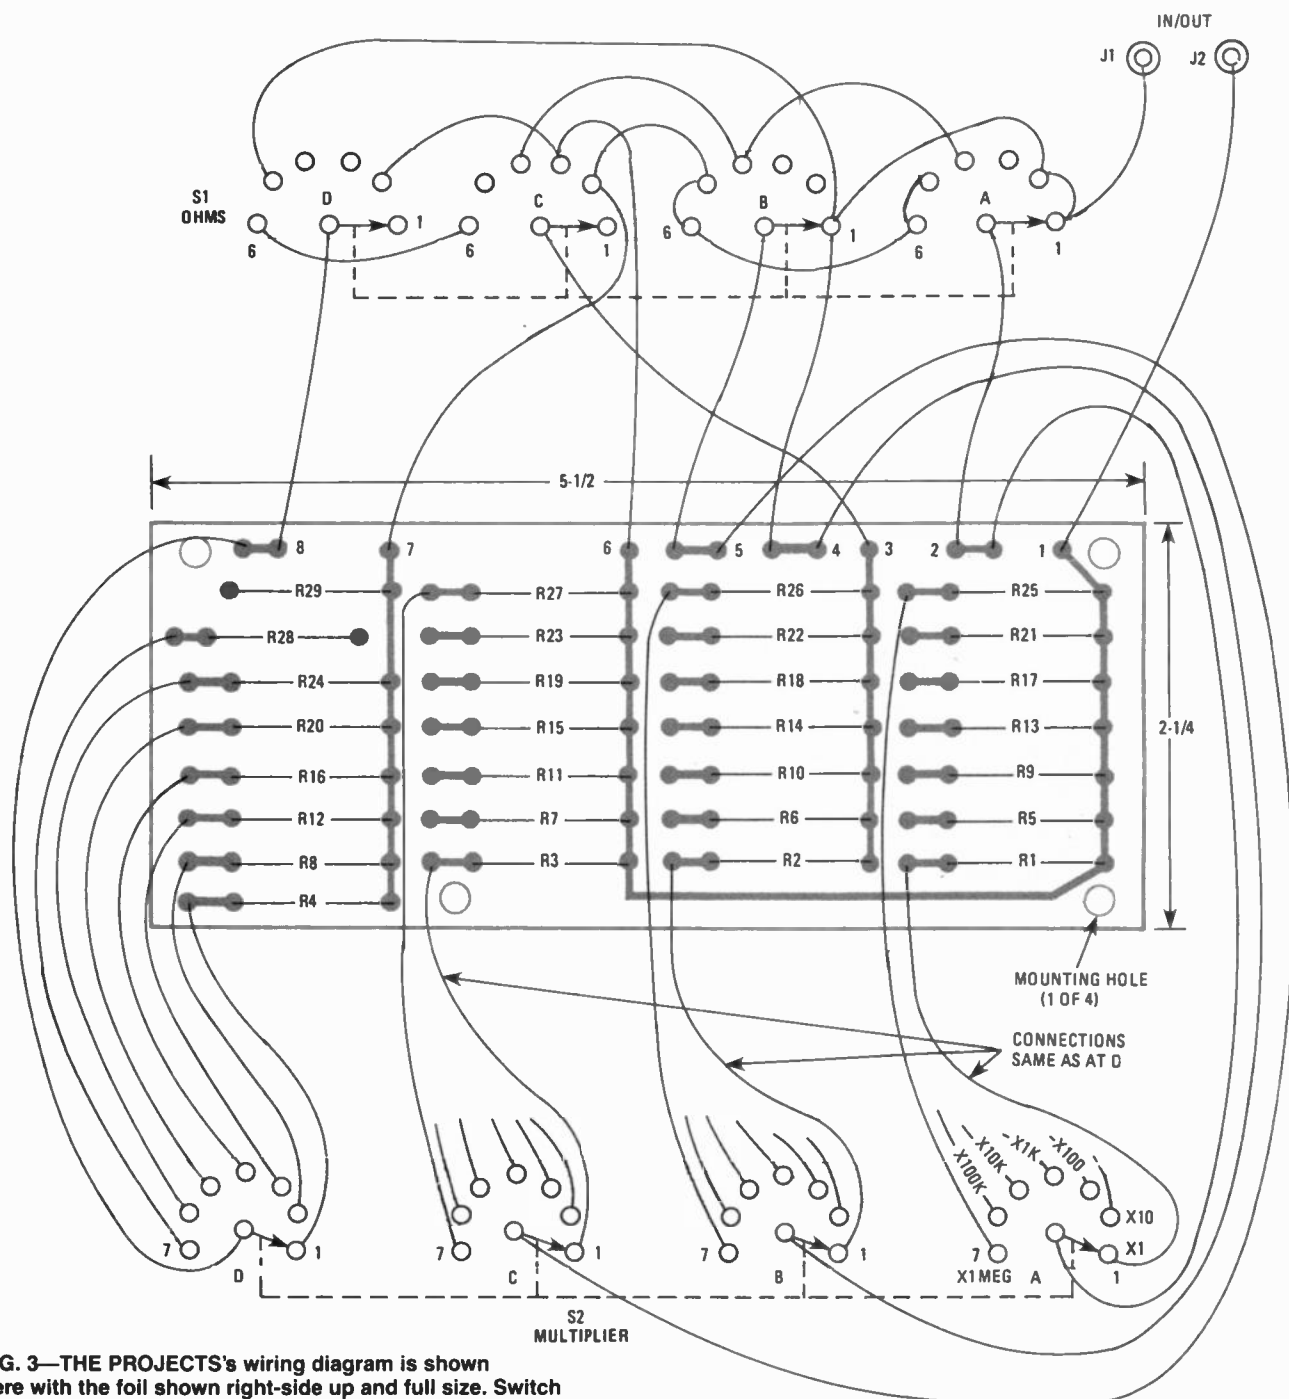 IN/OUT
J1 J2
S1
OHMS
D C B A
6 1 6 1 6 1 6 1
5-1/2
8 7 6 5 4 3 2 1
R29 R27 R26 R25
R28 R23 R22 R21
R24 R19 R18 R17
R20 R15 R14 R13
2-1/4
R16 R11 R10 R9
R12 R7 R6 R5
R8 R3 R2 R1
R4
MOUNTING HOLE
(1 OF 4)
CONNECTIONS
SAME AS AT D
X100K X10K X1K X100
X10
X1
7 1 7 1 7 1 7 1
X1MEG
D C B A
S2
MULTIPLIER
G. 3—THE PROJECTS's wiring diagram is shown
ere with the foil shown right-side up and full size. Switch